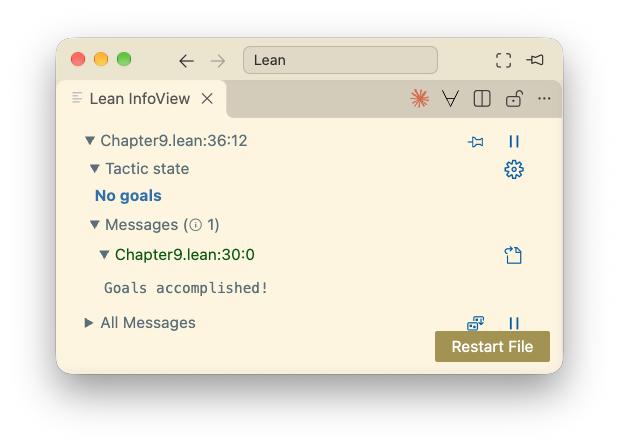 Lean
Lean InfoView
Chapter9.lean:36:12
Tactic state
No goals
Messages (ⓘ 1)
Chapter9.lean:30:0
Goals accomplished!
All Messages
Restart File